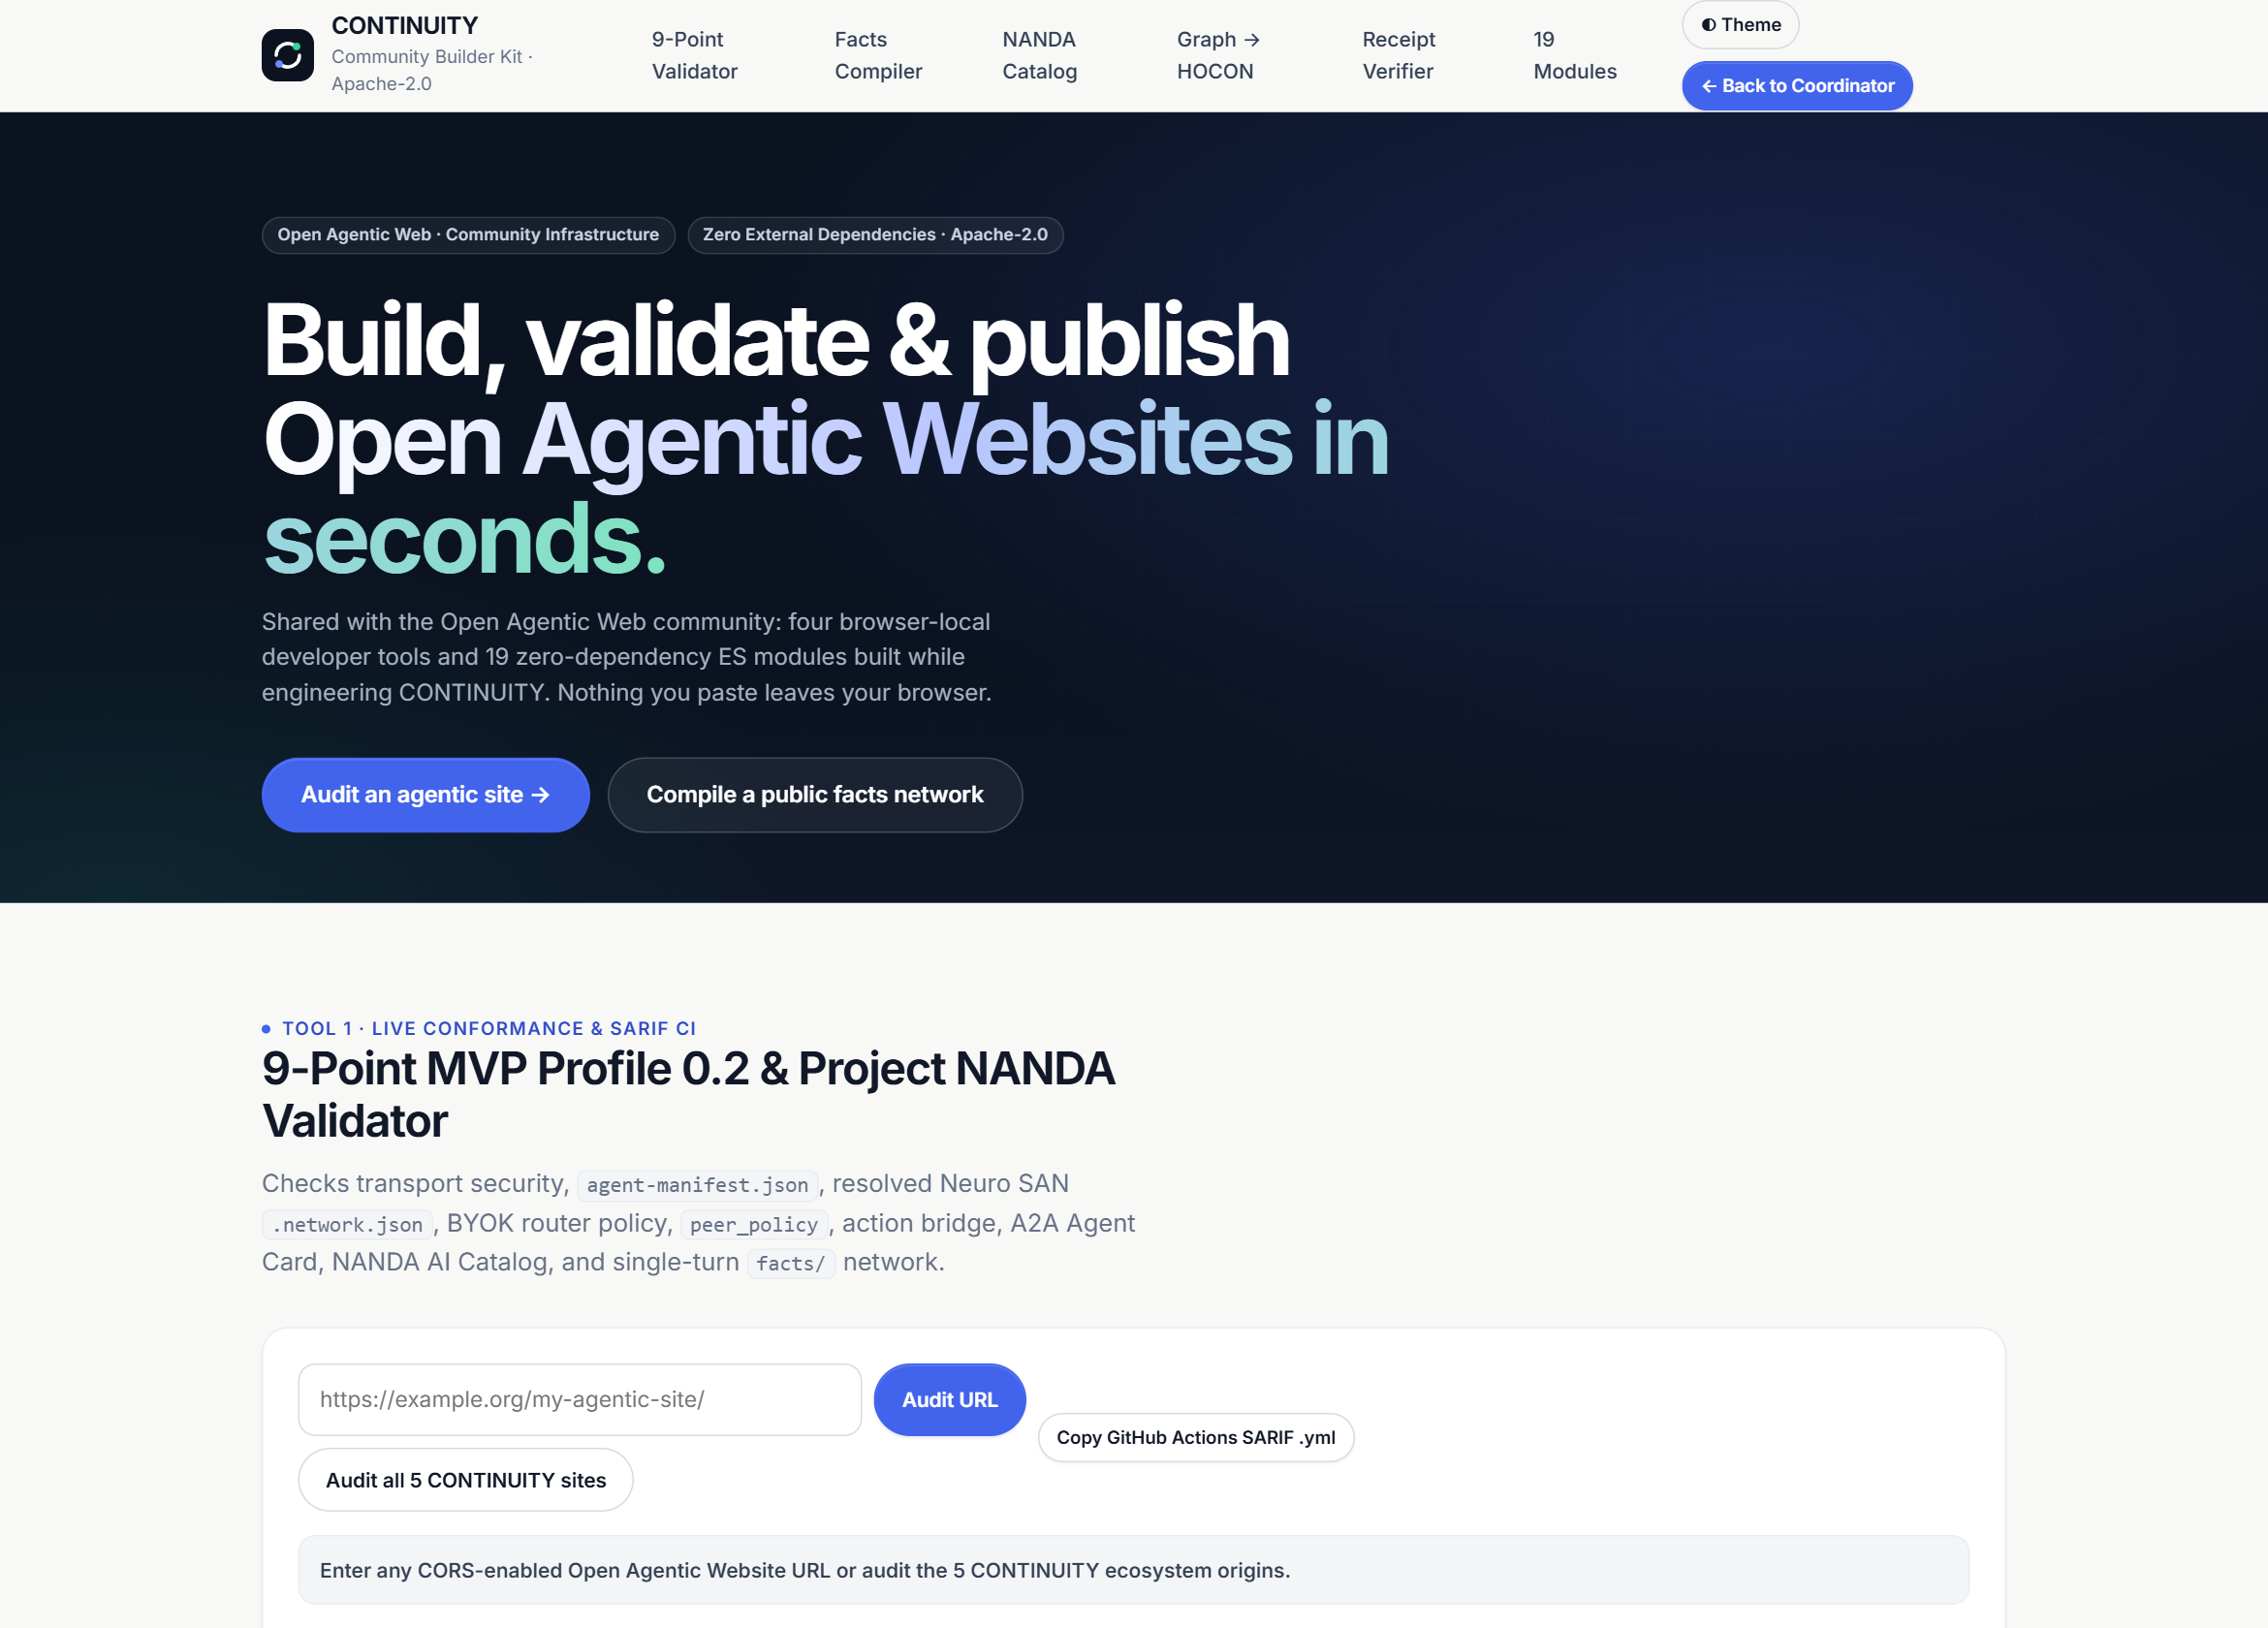 CONTINUITY
Community Builder Kit ·
Apache-2.0
9-Point
Validator
Facts
Compiler
NANDA
Catalog
Graph →
HOCON
Receipt
Verifier
19
Modules
◐ Theme
← Back to Coordinator
Open Agentic Web · Community Infrastructure
Zero External Dependencies · Apache-2.0
Build, validate & publish
Open Agentic Websites in
seconds.
Shared with the Open Agentic Web community: four browser-local
developer tools and 19 zero-dependency ES modules built while
engineering CONTINUITY. Nothing you paste leaves your browser.
Audit an agentic site →
Compile a public facts network
TOOL 1 · LIVE CONFORMANCE & SARIF CI
9-Point MVP Profile 0.2 & Project NANDA
Validator
Checks transport security, agent-manifest.json, resolved Neuro SAN
.network.json, BYOK router policy, peer_policy, action bridge, A2A Agent
Card, NANDA AI Catalog, and single-turn facts/ network.
https://example.org/my-agentic-site/
Audit URL
Copy GitHub Actions SARIF .yml
Audit all 5 CONTINUITY sites
Enter any CORS-enabled Open Agentic Website URL or audit the 5 CONTINUITY ecosystem origins.